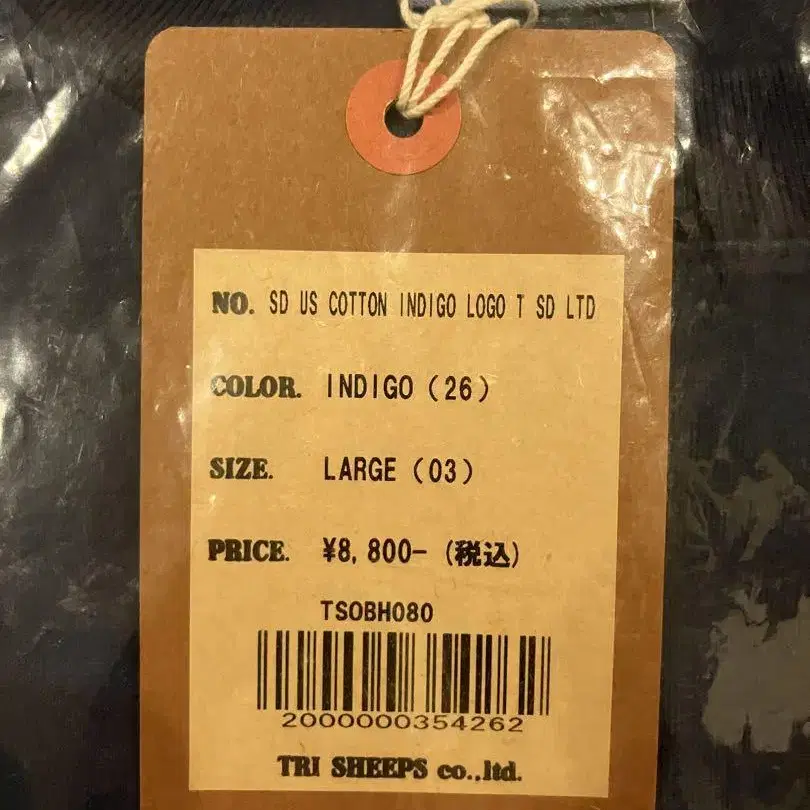 NO. SD US COTTON INDIGO LOGO T SD LTD
COLOR. INDIGO (26)
SIZE. LARGE (03)
PRICE. ¥8,800- (税込)
TSOBH080
2000000354262
TRI SHEEPS co.,ltd.